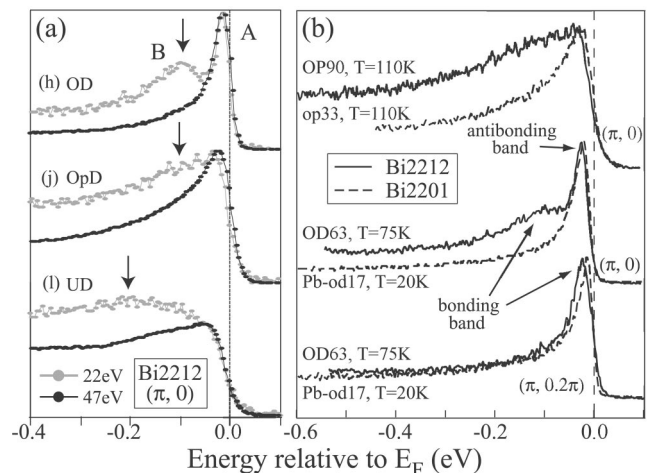 (a)
A
B
(h) OD
(j) OpD
(l) UD
22eV
47eV
Bi2212
(π, 0)
-0.4
-0.2
0.0
(b)
OP90, T=110K
op33, T=110K
(π, 0)
antibonding
band
Bi2212
Bi2201
OD63, T=75K
(π, 0)
Pb-od17, T=20K
bonding
band
OD63, T=75K
Pb-od17, T=20K
(π, 0.2π)
-0.6
-0.4
-0.2
0.0
Energy relative to EF (eV)